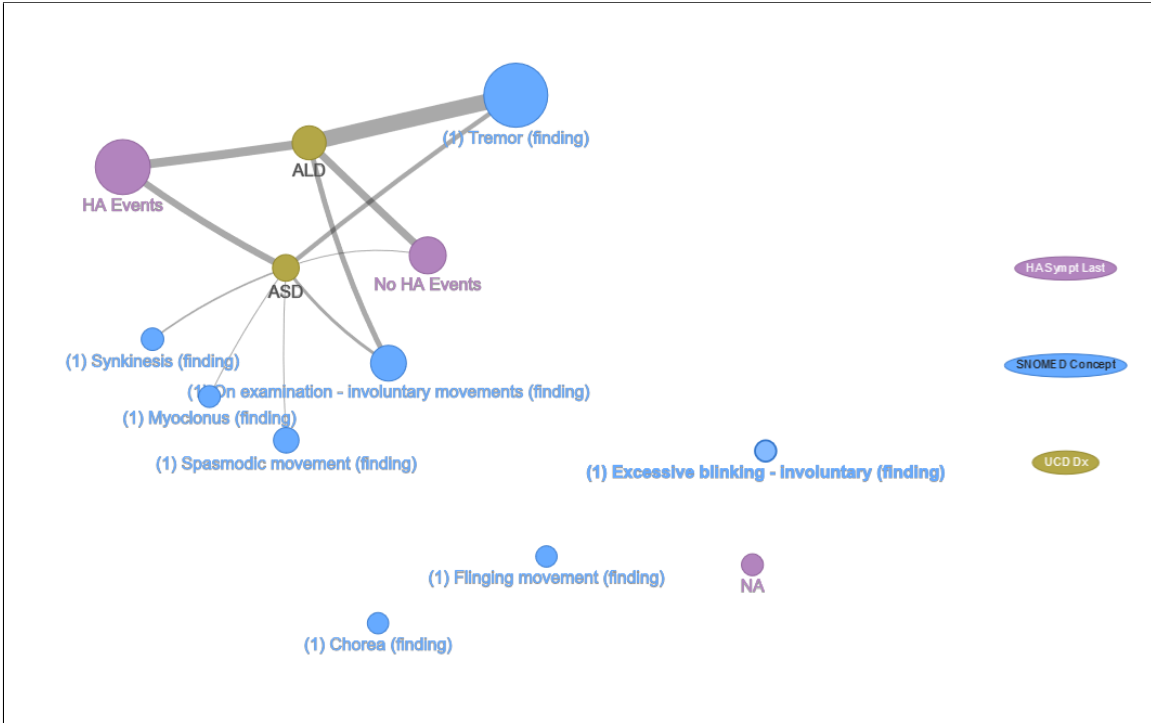 (1) Tremor (finding)
ALD
HA Events
No HA Events
ASD
HASympt Last
(1) Synkinesis (finding)
SNOMED Concept
(1) On examination - involuntary movements (finding)
(1) Myoclonus (finding)
(1) Spasmodic movement (finding)
UCD Dx
(1) Excessive blinking - involuntary (finding)
(1) Flinging movement (finding)
NA
(1) Chorea (finding)